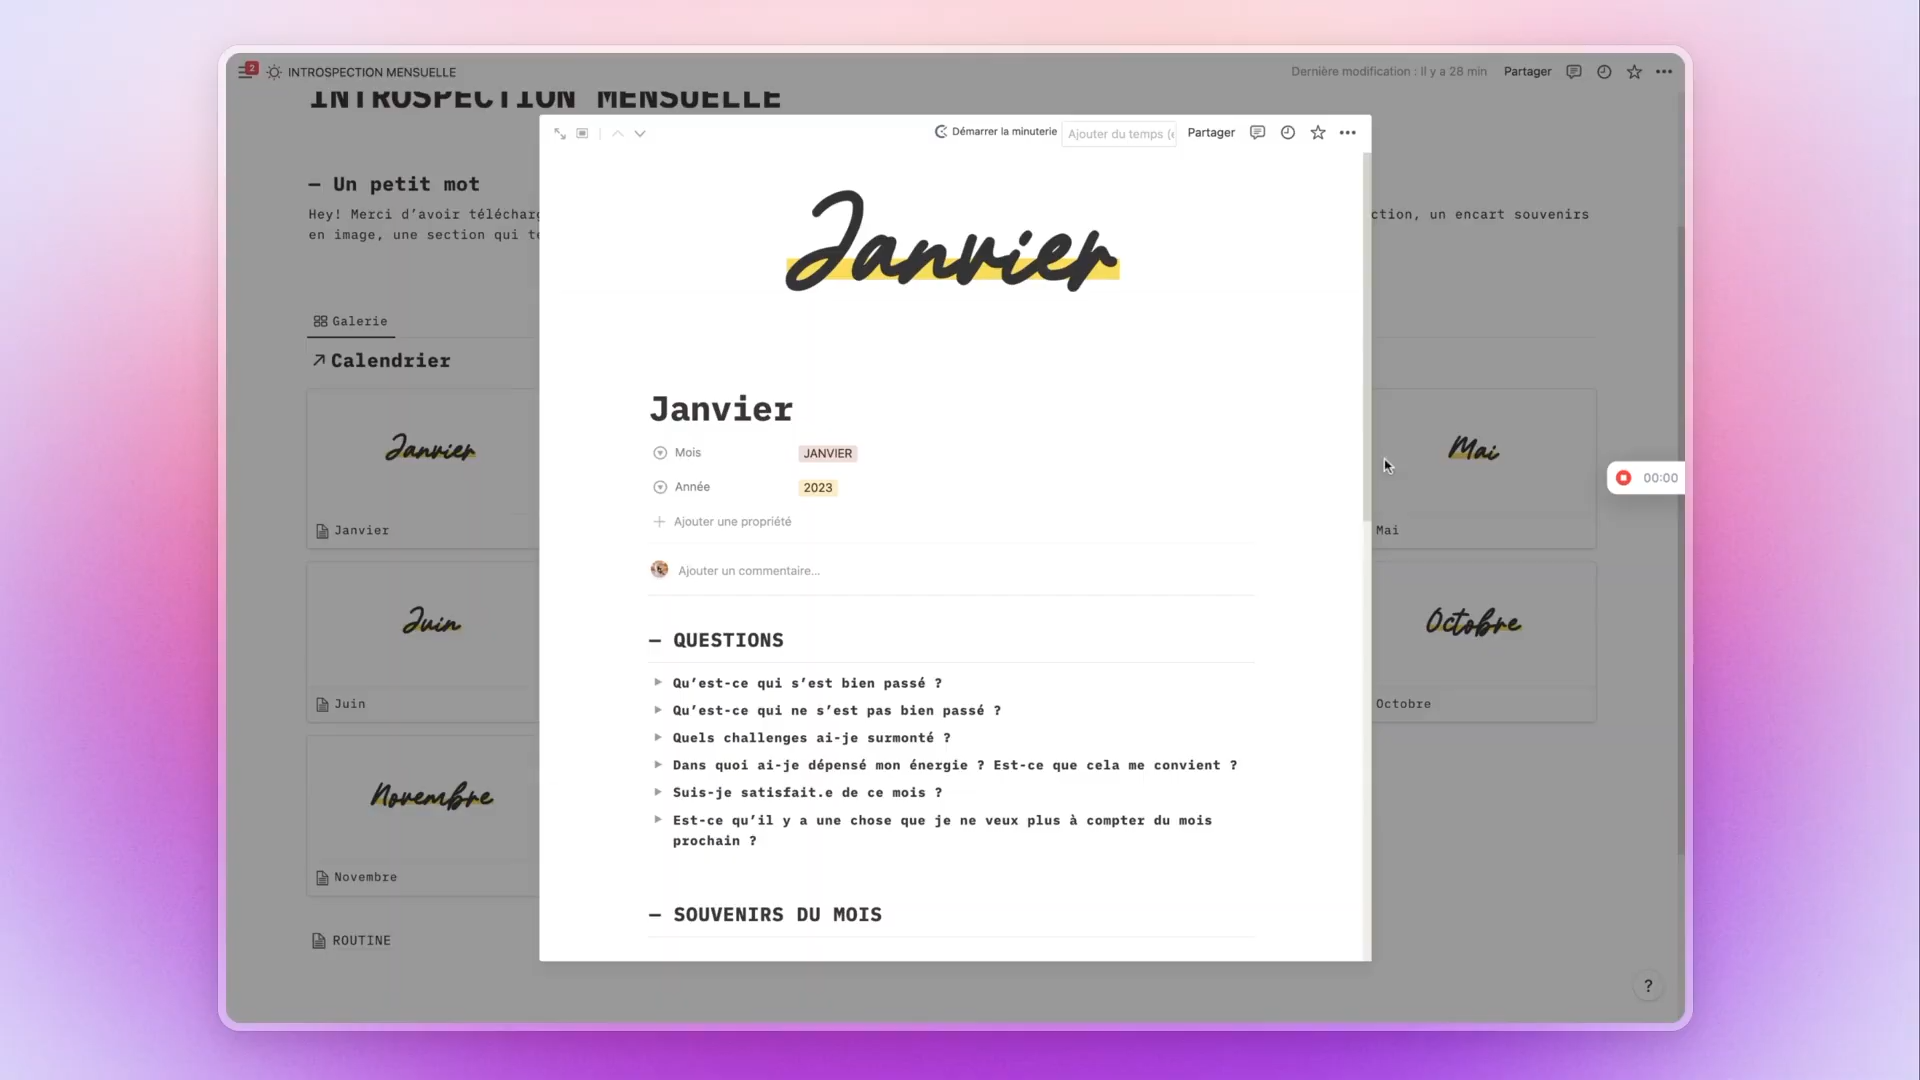 2
INTROSPECTION MENSUELLE
Dernière modification : Il y a 28 min
Partager
INTROSPECTION MENSUELLE
— Un petit mot
Hey! Merci d’avoir
ction, un encart souvenirs
en image, une section qui
Galerie
↗ Calendrier
Janvier
Janvier
Juin
Juin
Novembre
Novembre
ROUTINE
Mai
Mai
Octobre
Octobre
Démarrer la minuterie
Ajouter du temps (
Partager
Janvier
Janvier
Mois
JANVIER
Année
2023
Ajouter une propriété
Ajouter un commentaire...
— QUESTIONS
Qu’est-ce qui s’est bien passé ?
Qu’est-ce qui ne s’est pas bien passé ?
Quels challenges ai-je surmonté ?
Dans quoi ai-je dépensé mon énergie ? Est-ce que cela me convient ?
Suis-je satisfait.e de ce mois ?
Est-ce qu’il y a une chose que je ne veux plus à compter du mois
prochain ?
— SOUVENIRS DU MOIS
00:00
?